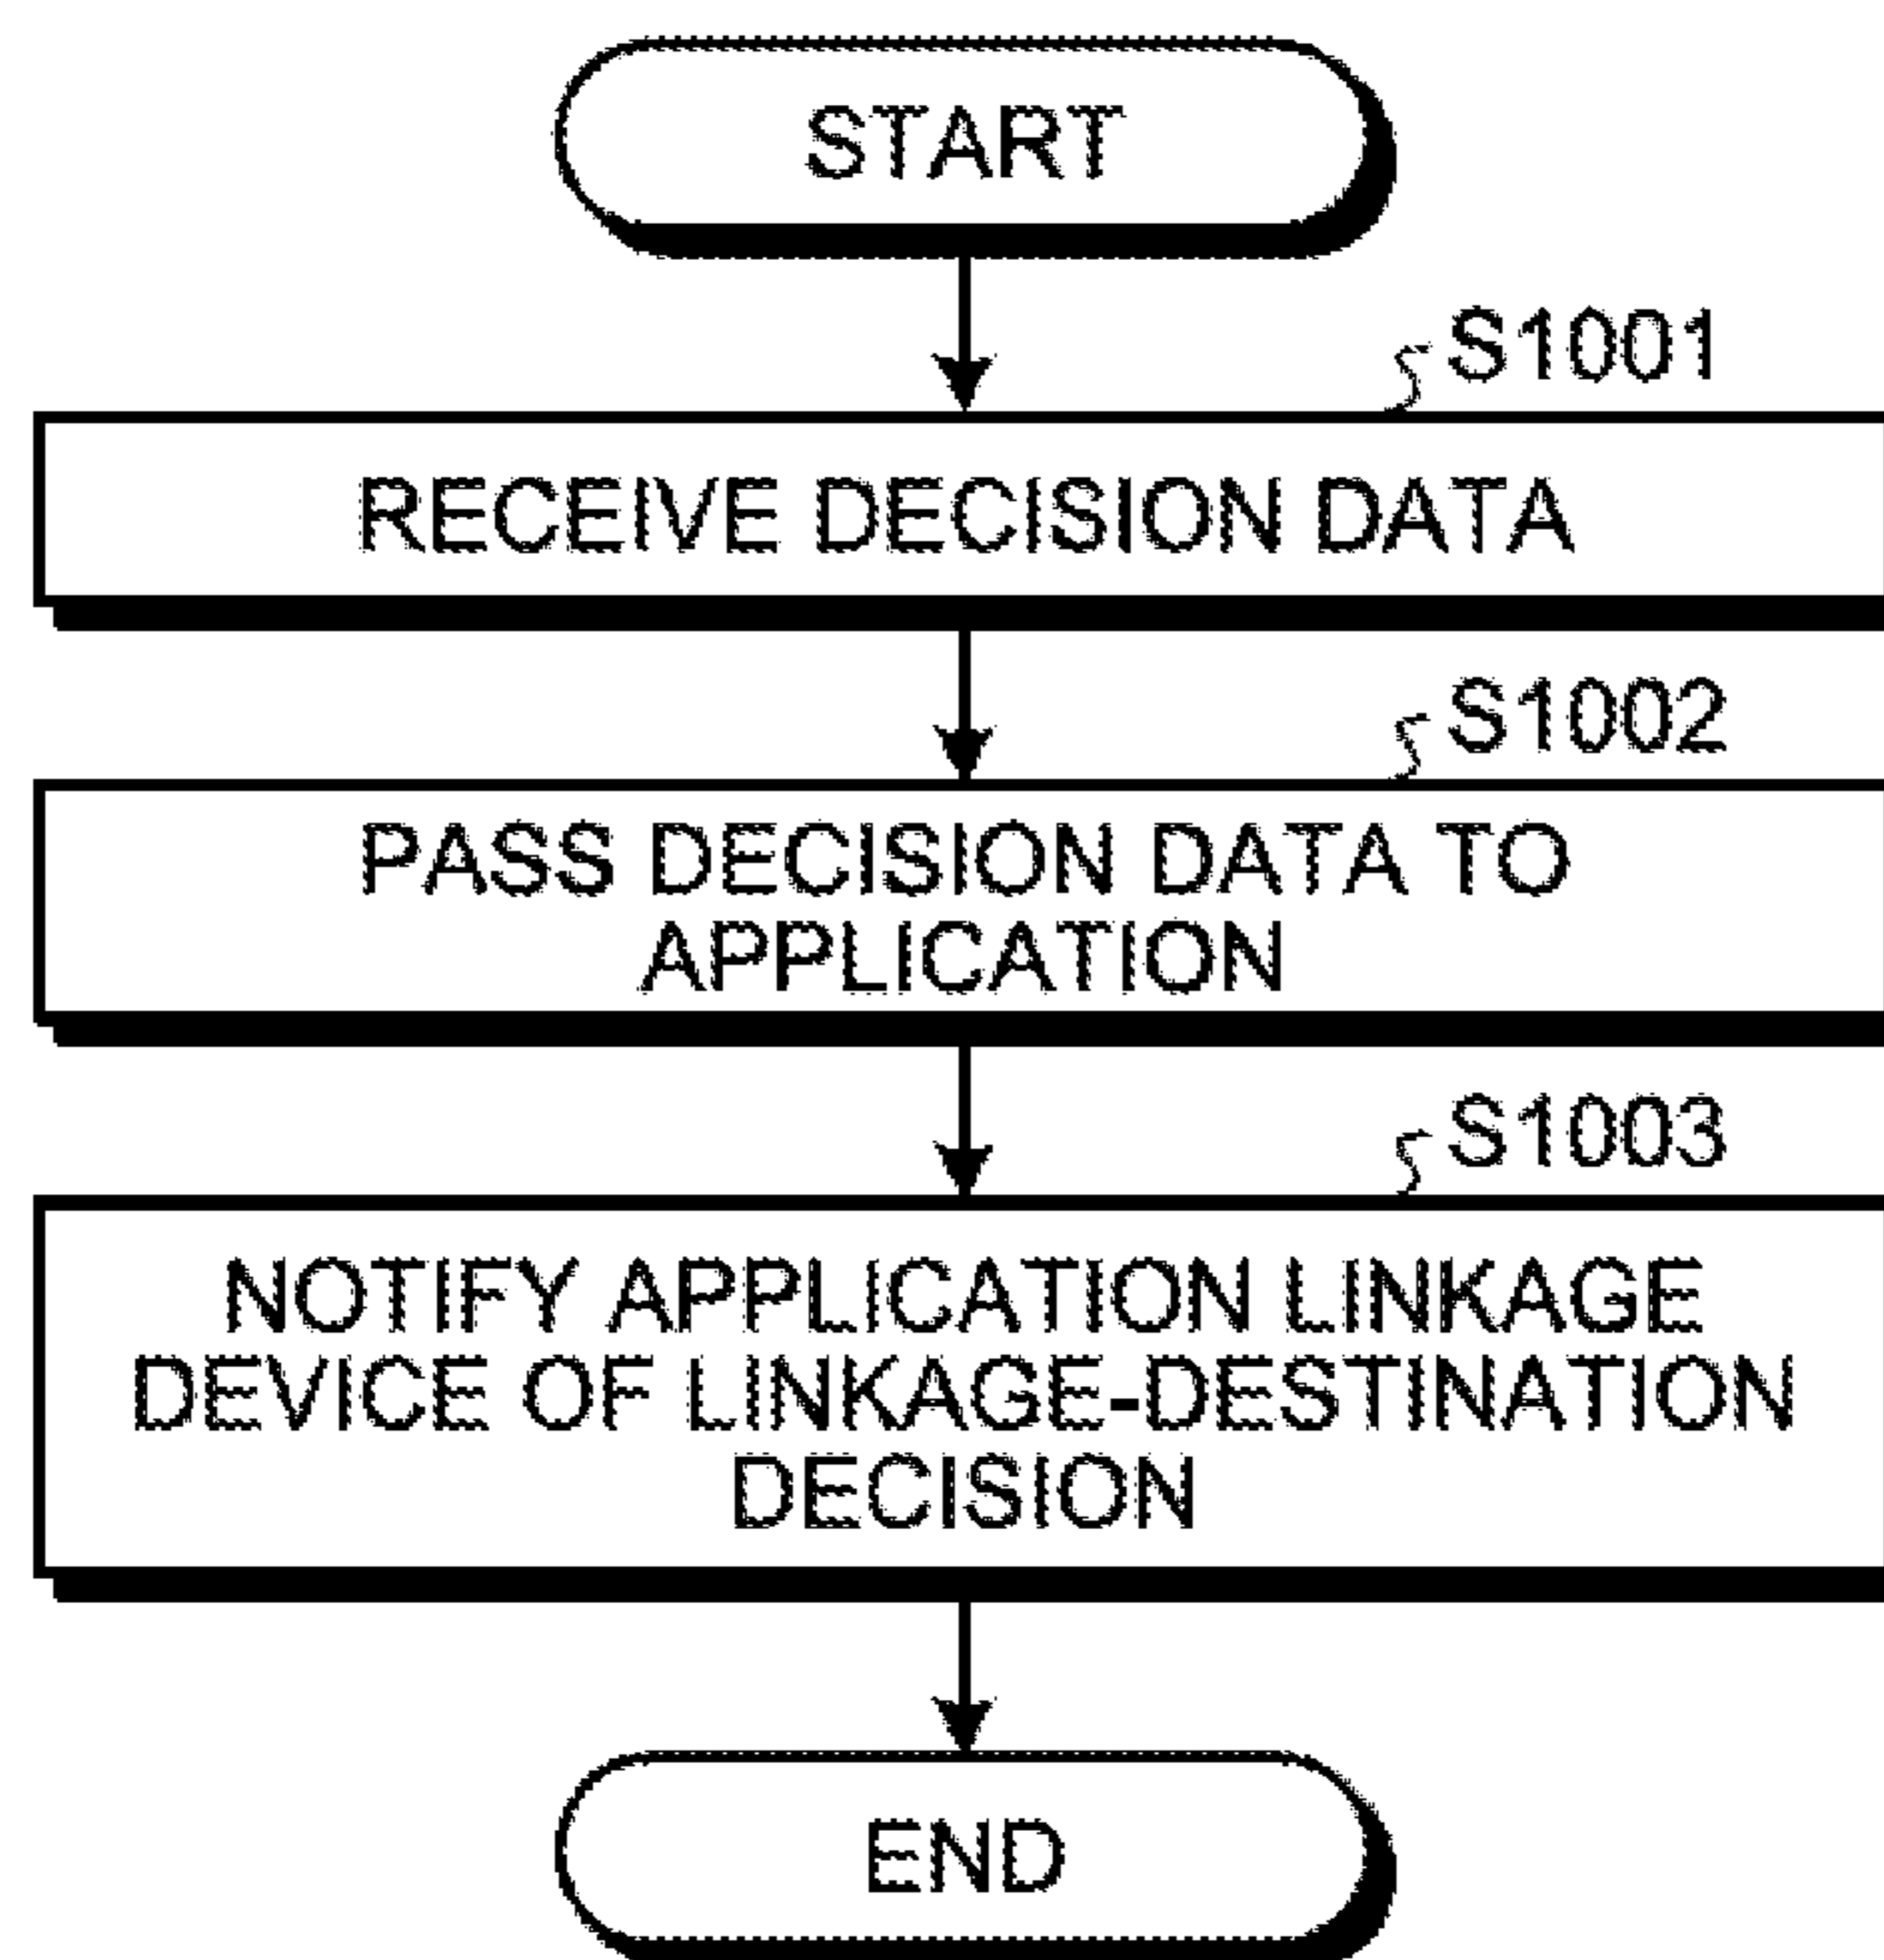 START
S1001
RECEIVE DECISION DATA
S1002
PASS DECISION DATA TO
APPLICATION
S1003
NOTIFY APPLICATION LINKAGE
DEVICE OF LINKAGE-DESTINATION
DECISION
END